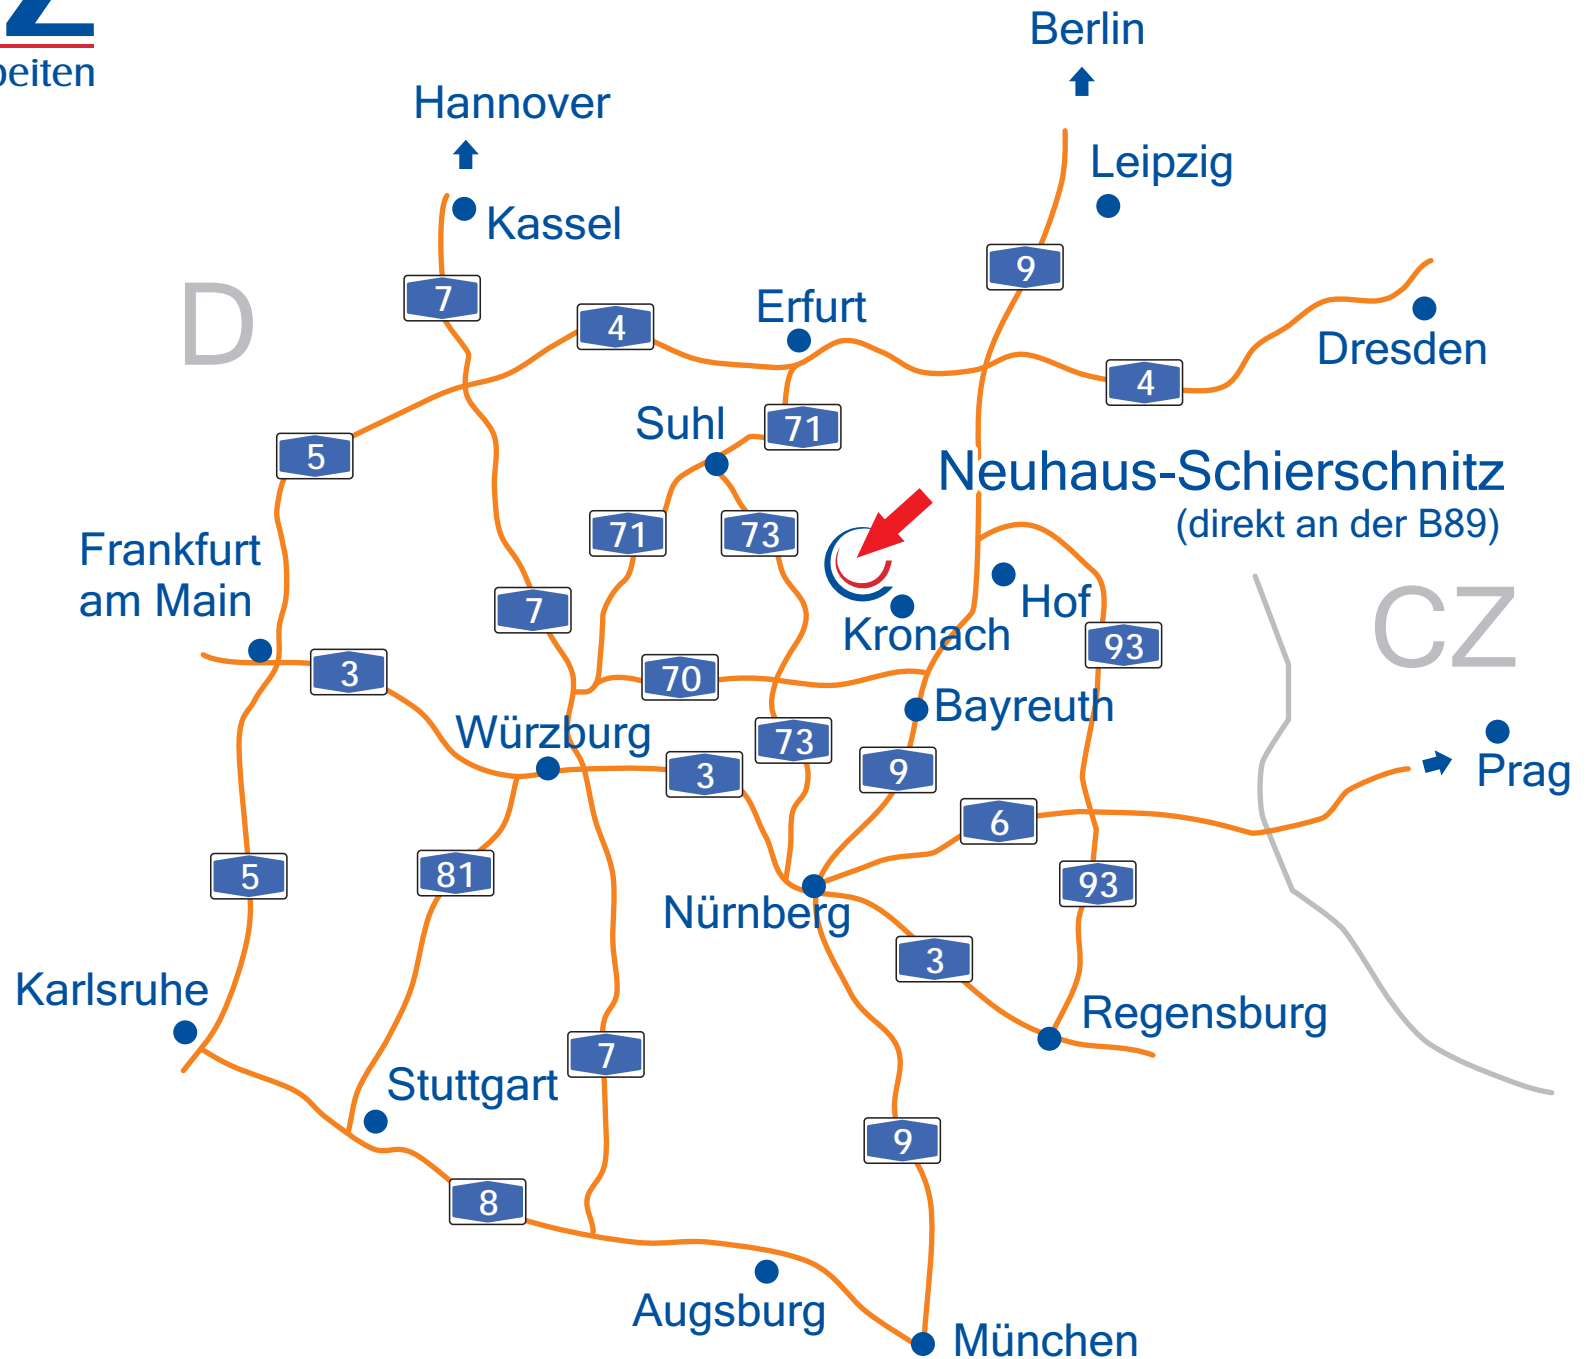 Berlin
Hannover
Leipzig
Kassel
9
7
D
Erfurt
4
Dresden
4
Suhl
71
5
Neuhaus-Schierschnitz
(direkt an der B89)
71
73
Frankfurt
am Main
Hof
7
Kronach
CZ
93
3
70
Bayreuth
Würzburg
73
3
9
Prag
6
5
81
93
Nürnberg
3
Karlsruhe
Regensburg
7
Stuttgart
9
8
Augsburg
München